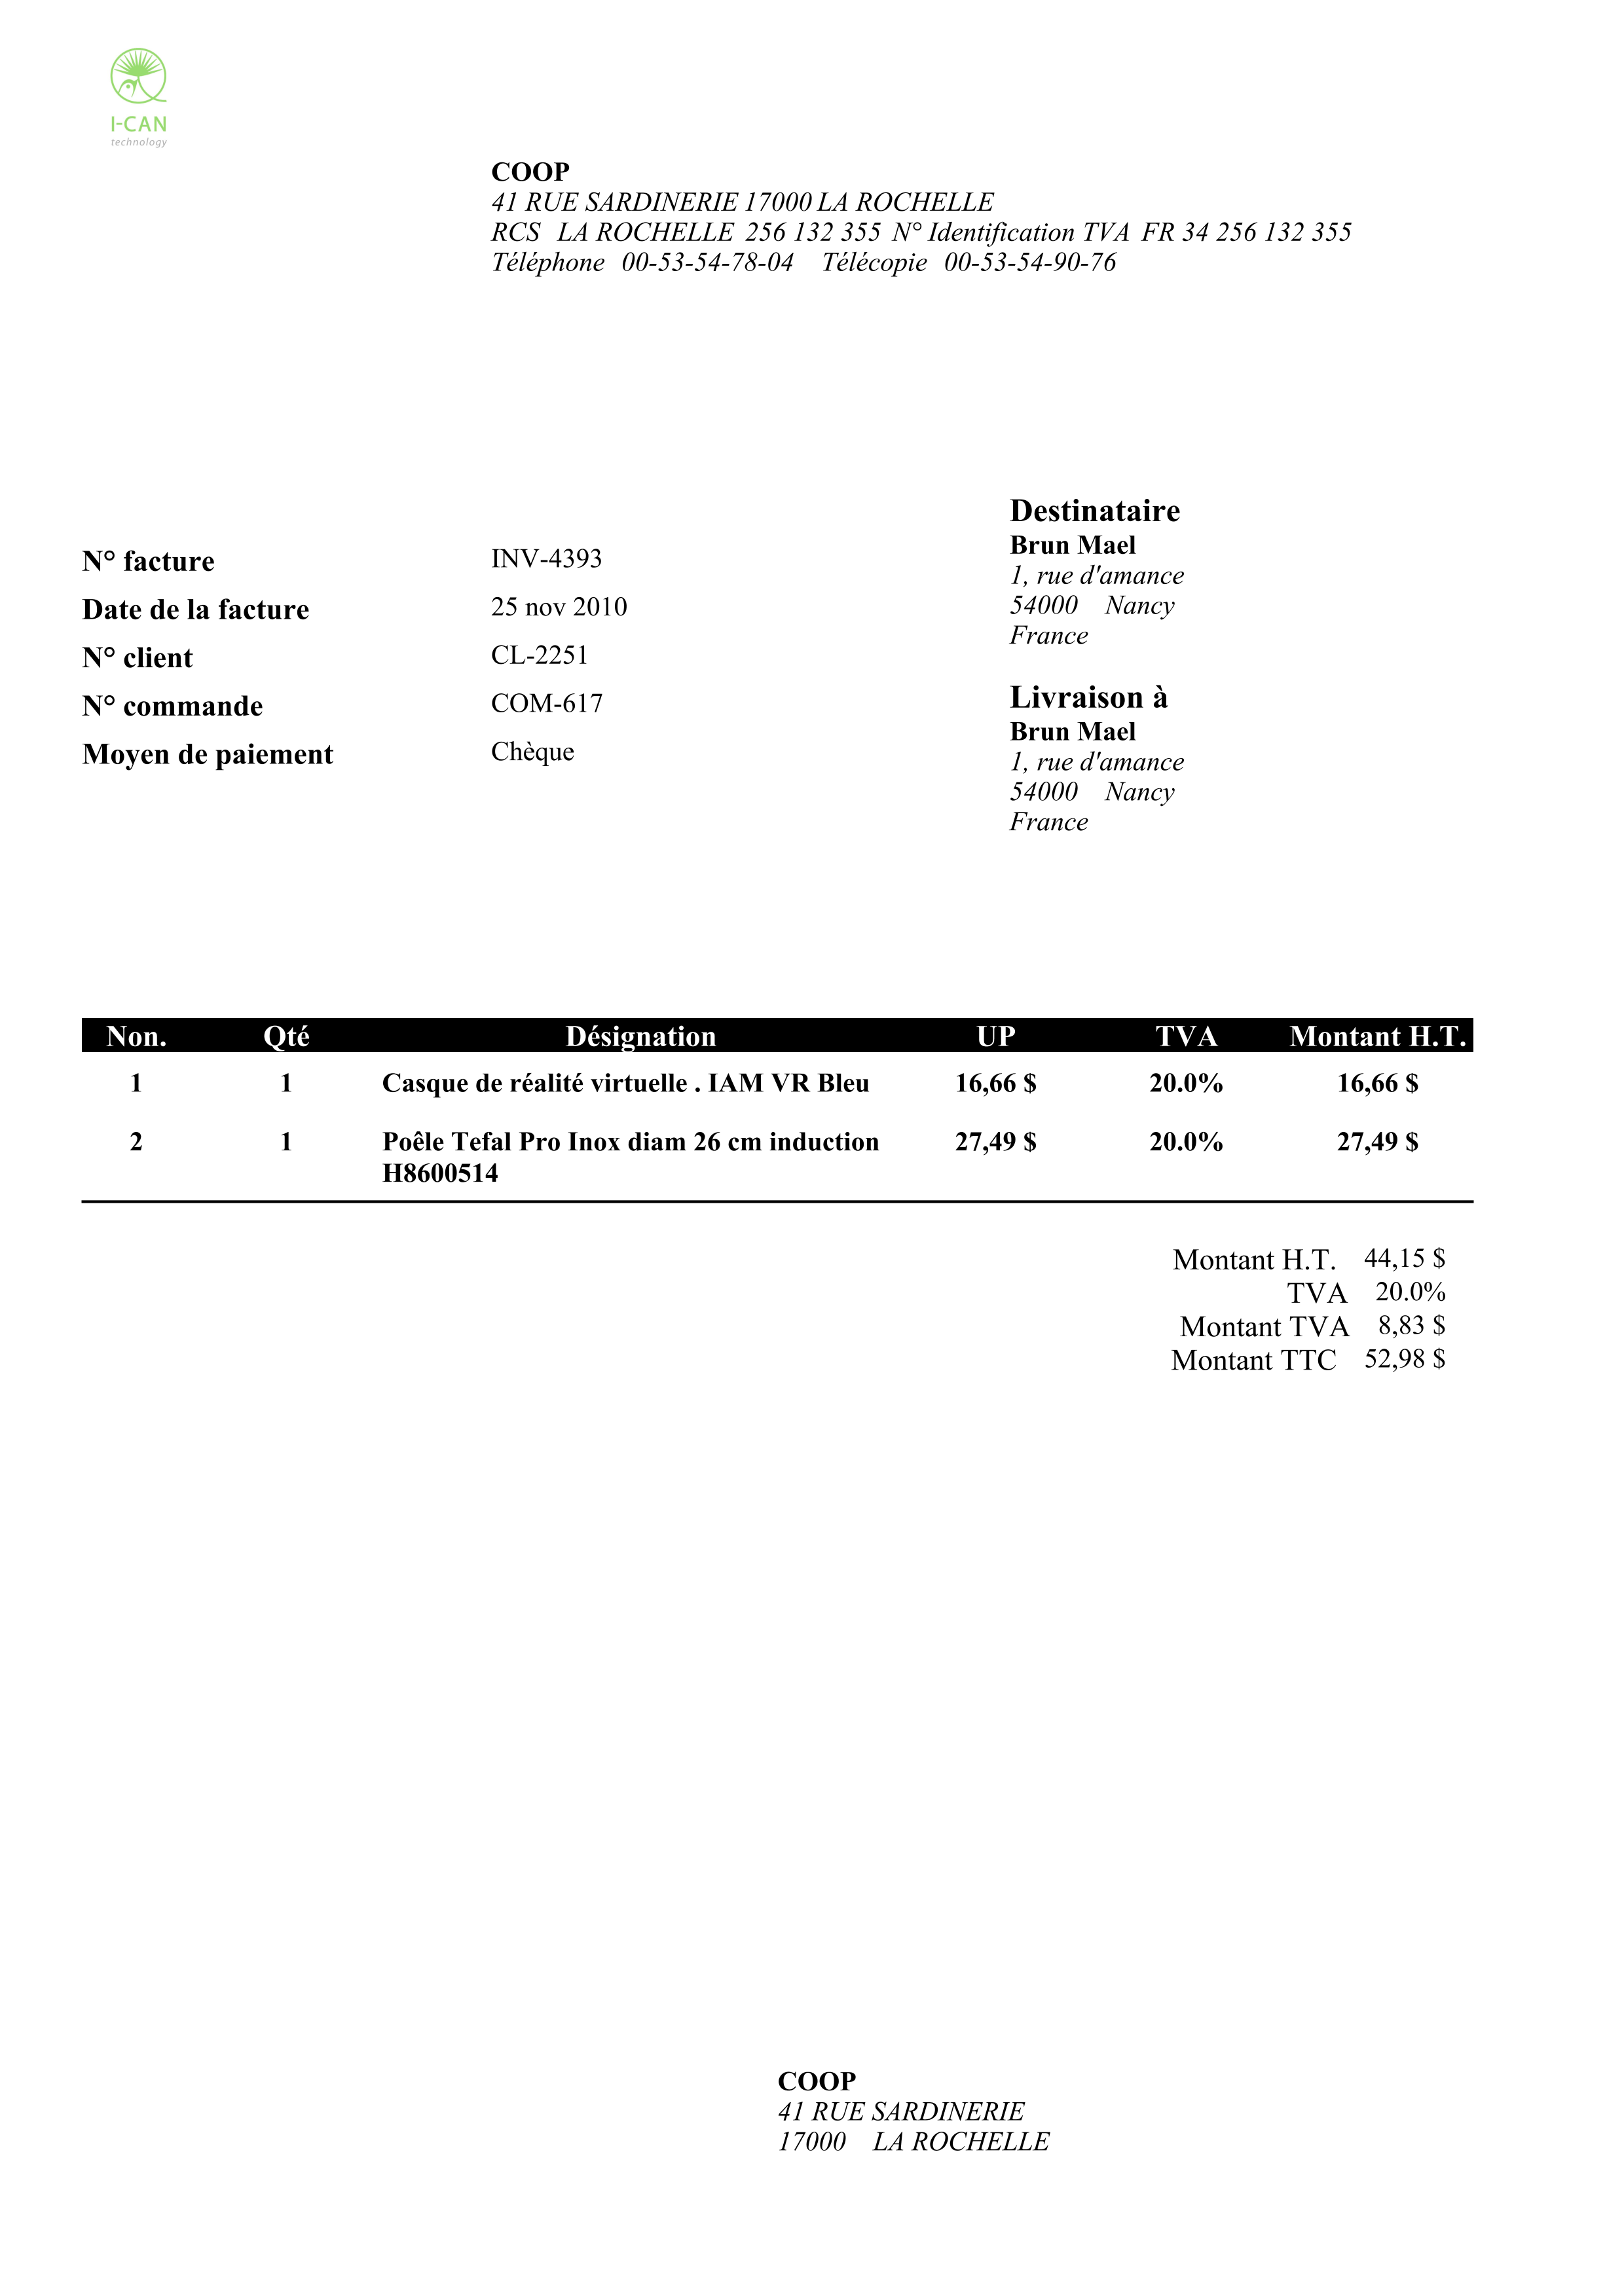 I-CAN
technology
COOP
41 RUE SARDINERIE 17000 LA ROCHELLE
RCS LA ROCHELLE 256 132 355 N° Identification TVA FR 34 256 132 355
Téléphone 00-53-54-78-04 Télécopie 00-53-54-90-76
N° facture INV-4393
Date de la facture 25 nov 2010
N° client CL-2251
N° commande COM-617
Moyen de paiement Chèque
Destinataire
Brun Mael
1, rue d'amance
54000 Nancy
France
Livraison à
Brun Mael
1, rue d'amance
54000 Nancy
France
Non. Qté Désignation UP TVA Montant H.T.
1 1 Casque de réalité virtuelle . IAM VR Bleu 16,66 $ 20.0% 16,66 $
2 1 Poêle Tefal Pro Inox diam 26 cm induction 27,49 $ 20.0% 27,49 $
H8600514
Montant H.T. 44,15 $
TVA 20.0%
Montant TVA 8,83 $
Montant TTC 52,98 $
COOP
41 RUE SARDINERIE
17000 LA ROCHELLE